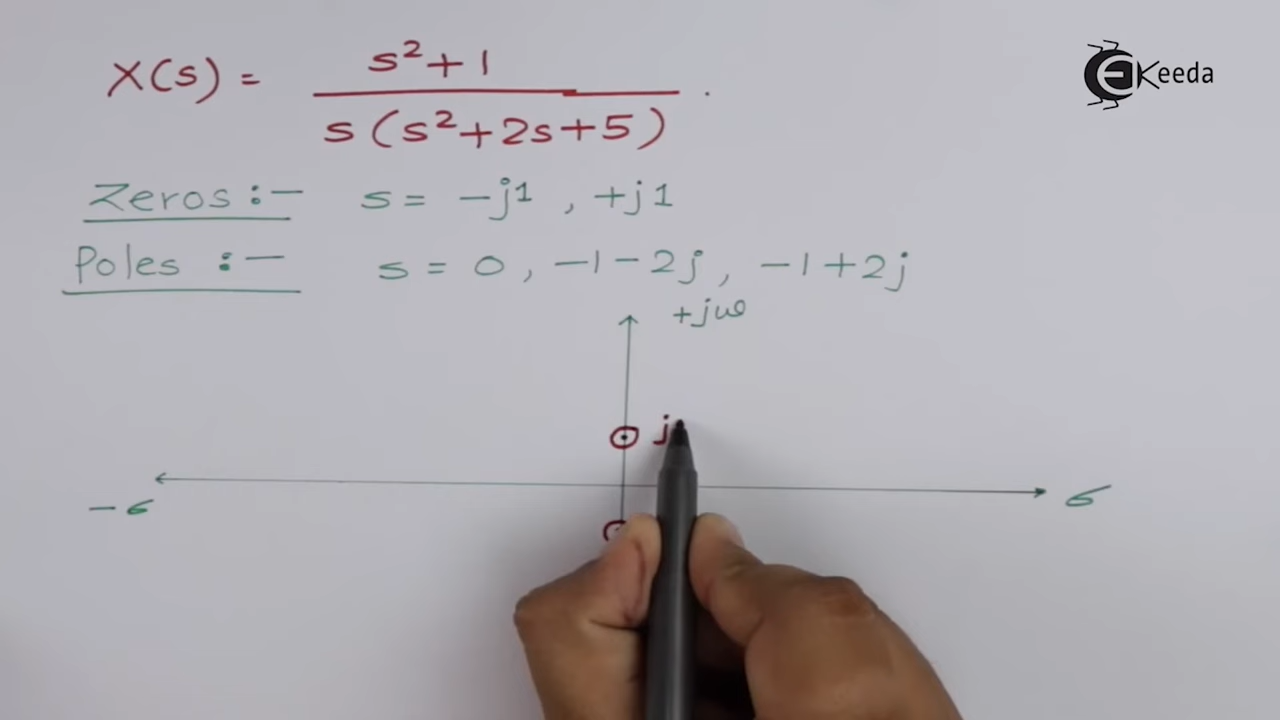 X(s) = s²+1 / s(s²+2s+5)
Keeda
Zeros :- s = -j1 , +j1
Poles :- s = 0 , -1-2j , -1+2j
+jω
j
-σ
σ